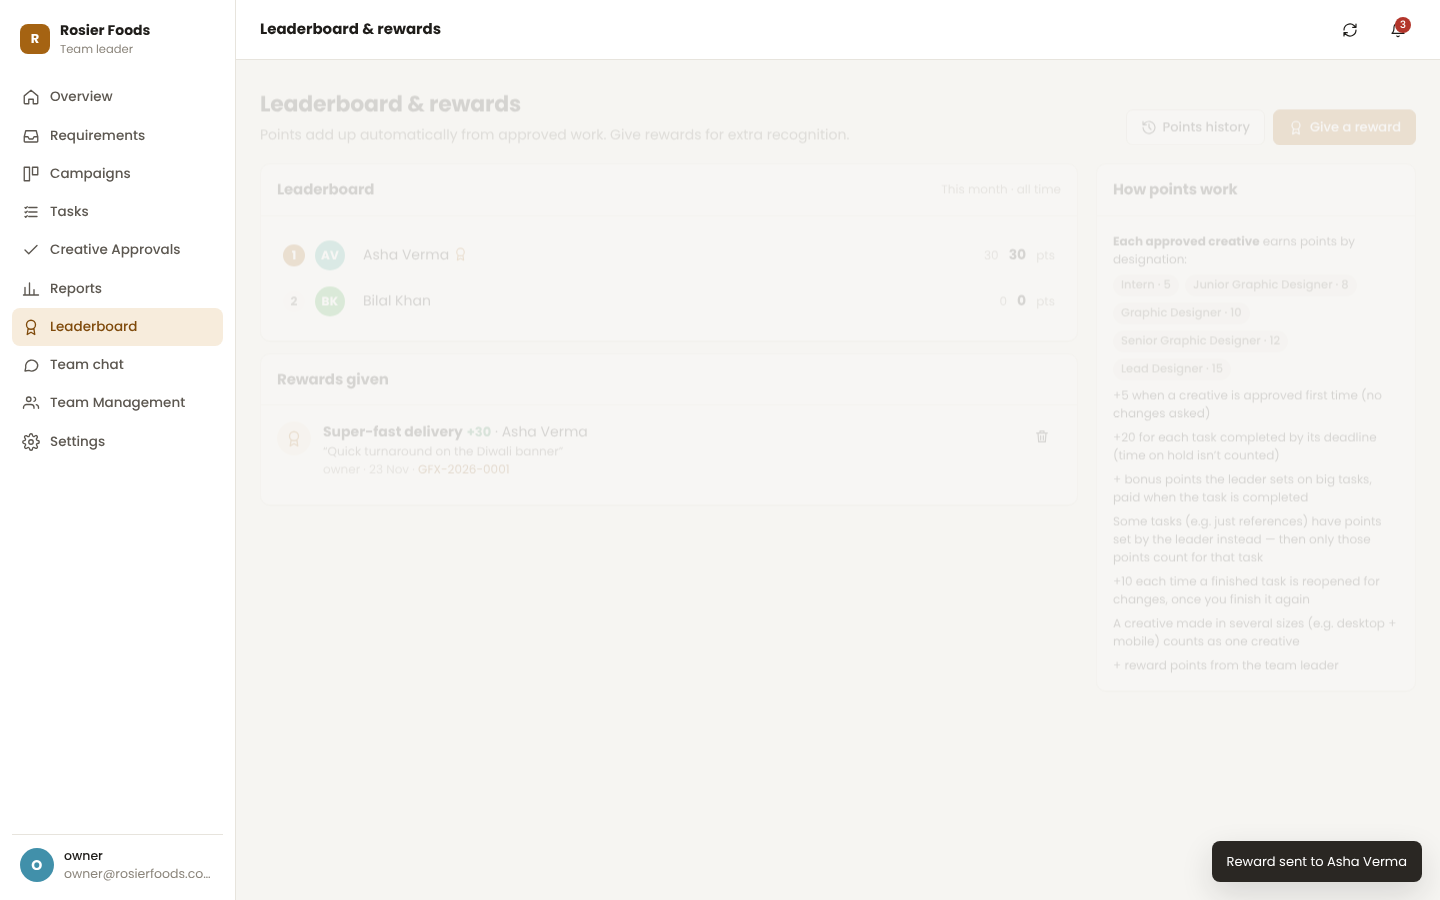 R
Rosier Foods
Team leader
Overview
Requirements
Campaigns
Tasks
Creative Approvals
Reports
Leaderboard
Team chat
Team Management
Settings
O
owner
owner@rosierfoods.co...
Leaderboard & rewards
3
Leaderboard & rewards
Points add up automatically from approved work. Give rewards for extra recognition.
Points history
Give a reward
Leaderboard
This month · all time
1 AV Asha Verma 30 30 pts
2 BK Bilal Khan 0 0 pts
Rewards given
Super-fast delivery +30 · Asha Verma
"Quick turnaround on the Diwali banner"
owner · 23 Nov · GFX-2026-0001
How points work
Each approved creative earns points by
designation:
Intern · 5 Junior Graphic Designer · 8
Graphic Designer · 10
Senior Graphic Designer · 12
Lead Designer · 15
+5 when a creative is approved first time (no
changes asked)
+20 for each task completed by its deadline
(time on hold isn't counted)
+ bonus points the leader sets on big tasks,
paid when the task is completed
Some tasks (e.g. just references) have points
set by the leader instead — then only those
points count for that task
+10 each time a finished task is reopened for
changes, once you finish it again
A creative made in several sizes (e.g. desktop +
mobile) counts as one creative
+ reward points from the team leader
Reward sent to Asha Verma